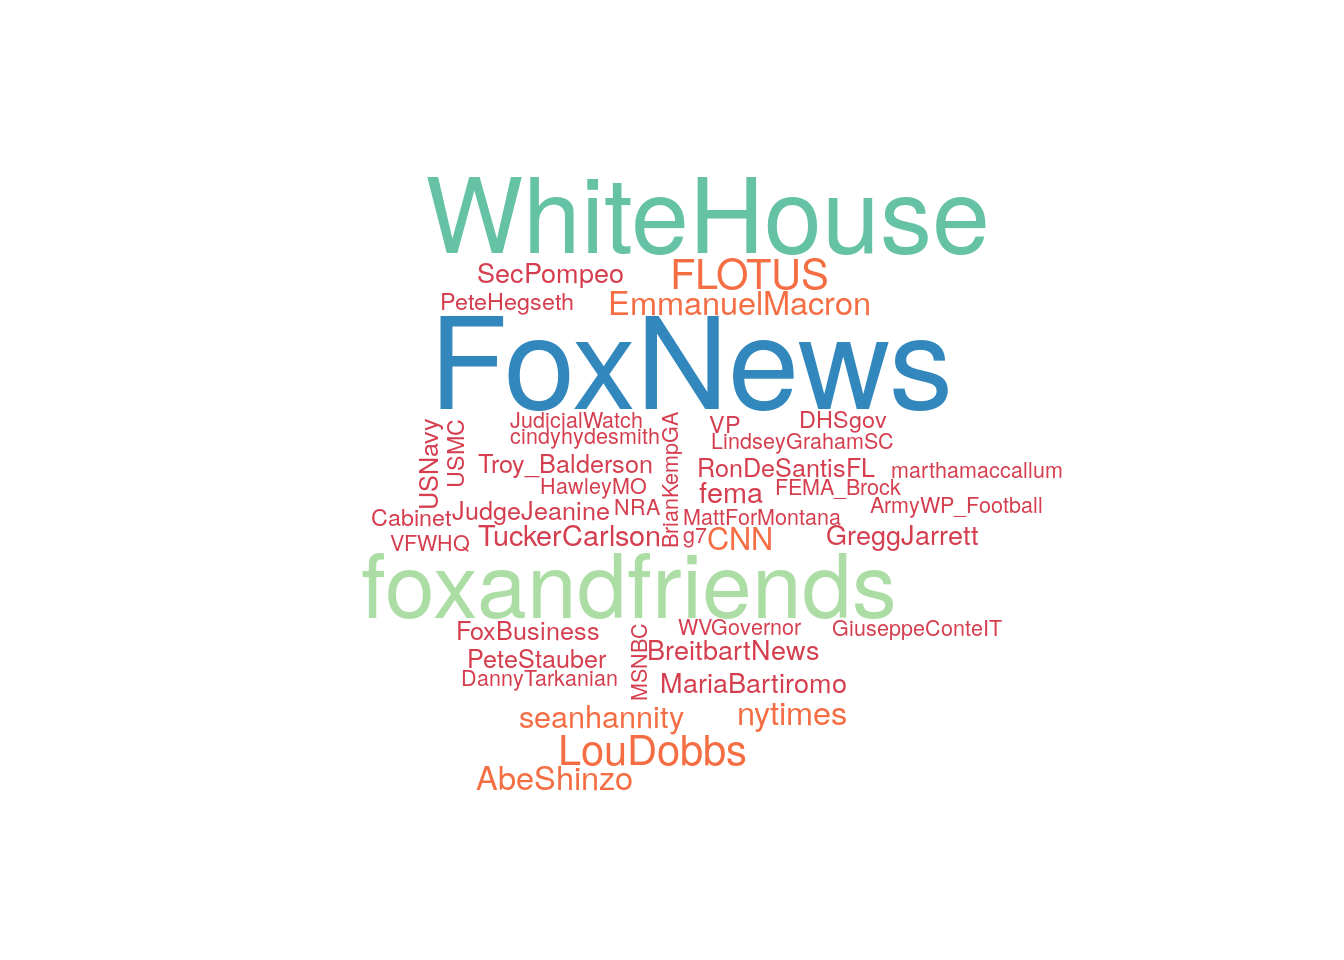 WhiteHouse
SecPompeo
FLOTUS
PeteHegseth
EmmanuelMacron
FoxNews
USNavy
USMC
JudicialWatch
cindyhydesmith
BrianKempGA
VP
DHSgov
LindseyGrahamSC
Troy_Balderson
RonDeSantisFL
marthamaccallum
HawleyMO
fema
FEMA_Brock
Cabinet
JudgeJeanine
NRA
MattForMontana
ArmyWP_Football
VFWHQ
TuckerCarlson
g7
CNN
GreggJarrett
foxandfriends
FoxBusiness
MSNBC
WVGovernor
GiuseppeConteIT
PeteStauber
BreitbartNews
DannyTarkanian
MariaBartiromo
seanhannity
nytimes
LouDobbs
AbeShinzo